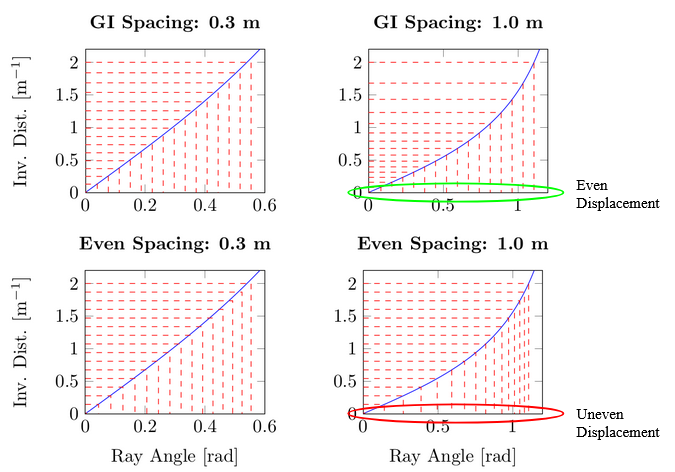 GI Spacing: 0.3 m
GI Spacing: 1.0 m
Inv. Dist. [m⁻¹]
2
1.5
1
0.5
0
0 0.2 0.4 0.6
2
1.5
1
0.5
0
0 0.5 1
Even
Displacement
Even Spacing: 0.3 m
Even Spacing: 1.0 m
Inv. Dist. [m⁻¹]
2
1.5
1
0.5
0
0 0.2 0.4 0.6
Ray Angle [rad]
2
1.5
1
0.5
0
0 0.5 1
Ray Angle [rad]
Uneven
Displacement